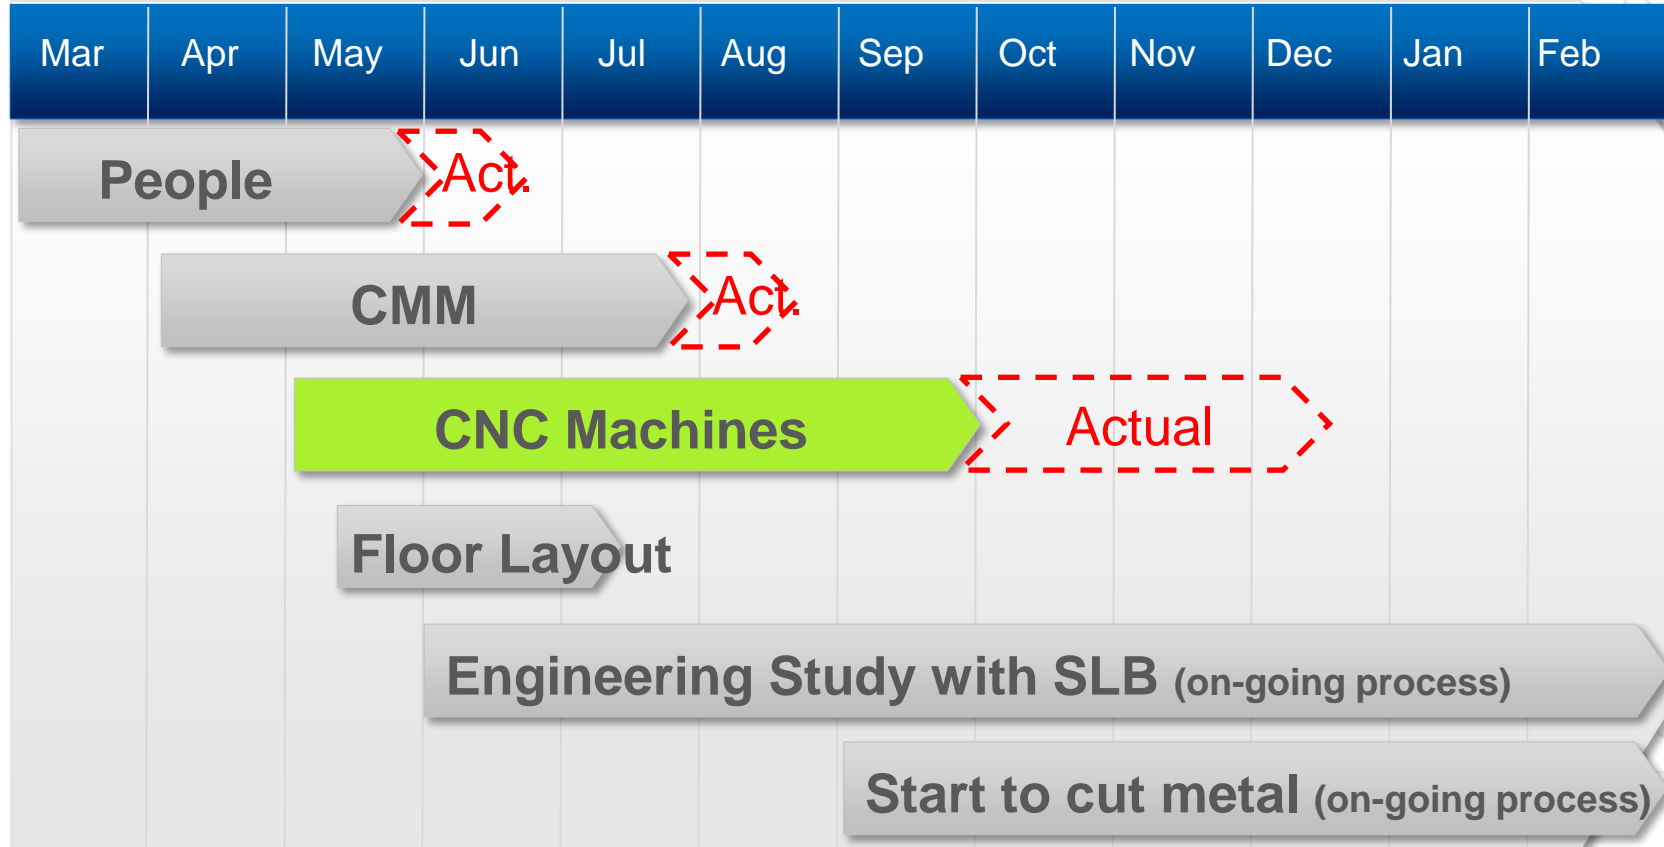 Mar Apr May Jun Jul Aug Sep Oct Nov Dec Jan Feb
People Act.
CMM Act.
CNC Machines Actual
Floor Layout
Engineering Study with SLB (on-going process)
Start to cut metal (on-going process)